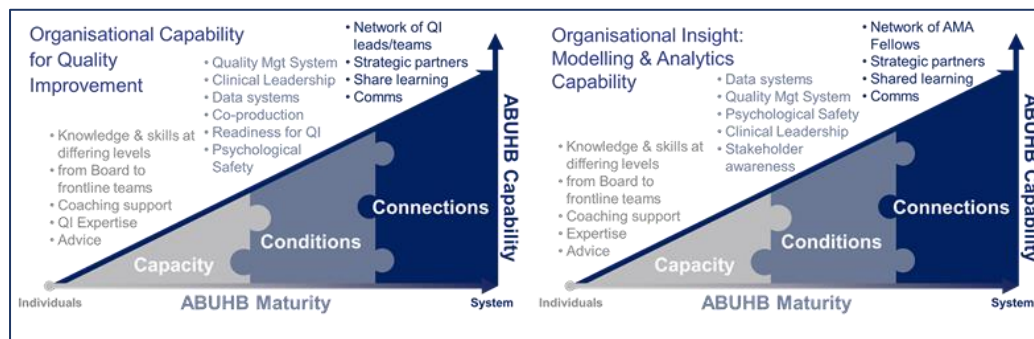 Organisational Capability
for Quality
Improvement
• Network of QI
leads/teams
• Strategic partners
• Share learning
• Comms
• Quality Mgt System
• Clinical Leadership
• Data systems
• Co-production
• Readiness for QI
• Psychological
Safety
• Knowledge & skills at
differing levels
• from Board to
frontline teams
• Coaching support
• QI Expertise
• Advice
Capacity
Conditions
Connections
ABUHB Capability
Individuals
ABUHB Maturity
System
Organisational Insight:
Modelling & Analytics
Capability
• Network of AMA
Fellows
• Strategic partners
• Shared learning
• Comms
• Data systems
• Quality Mgt System
• Psychological Safety
• Clinical Leadership
• Stakeholder
awareness
• Knowledge & skills at
differing levels
• from Board to
frontline teams
• Coaching support
• Expertise
• Advice
Capacity
Conditions
Connections
ABUHB Capability
Individuals
ABUHB Maturity
System